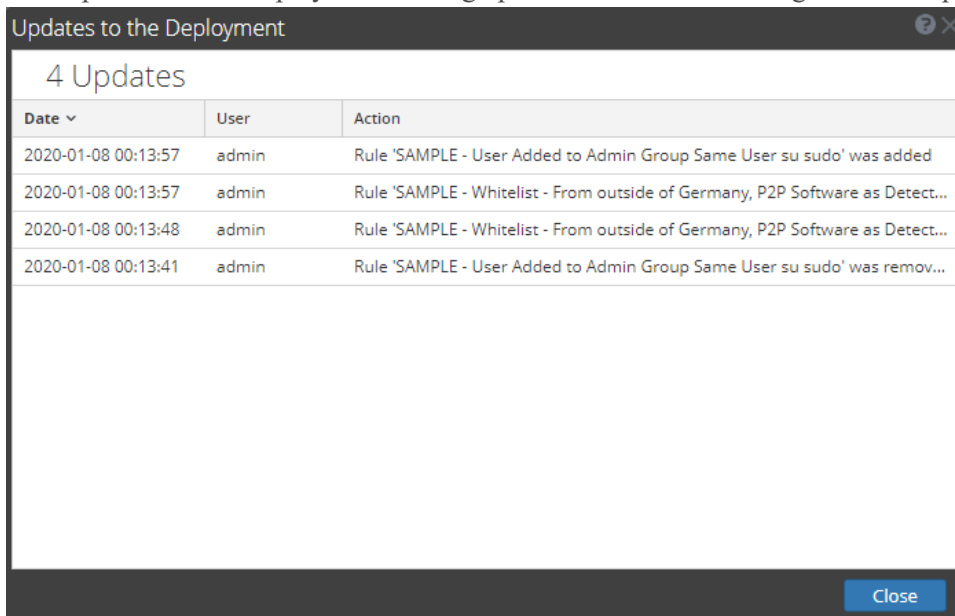 Updates to the Deployment
4 Updates
Date User Action
2020-01-08 00:13:57 admin Rule 'SAMPLE - User Added to Admin Group Same User su sudo' was added
2020-01-08 00:13:57 admin Rule 'SAMPLE - Whitelist - From outside of Germany, P2P Software as Detect...
2020-01-08 00:13:48 admin Rule 'SAMPLE - Whitelist - From outside of Germany, P2P Software as Detect...
2020-01-08 00:13:41 admin Rule 'SAMPLE - User Added to Admin Group Same User su sudo' was remov...
Close